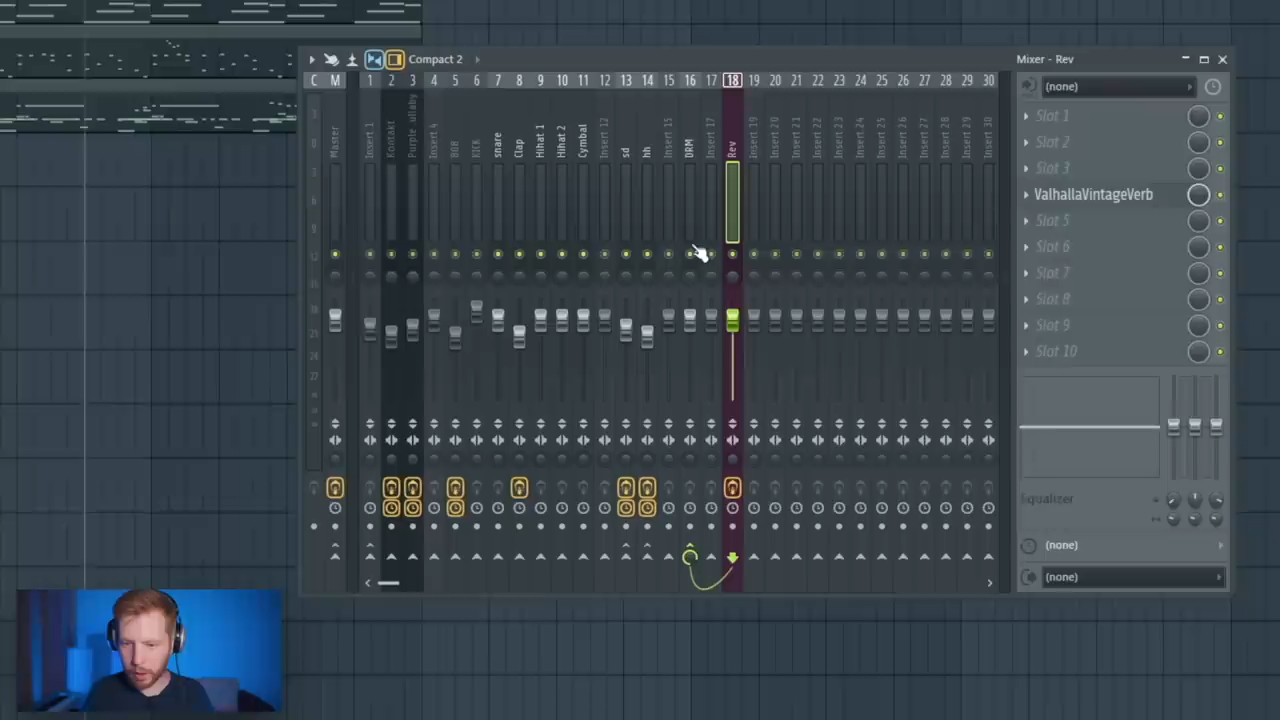 Compact 2
Mixer - Rev
C M 1 2 3 4 5 6 7 8 9 10 11 12 13 14 15 16 17 18 19 20 21 22 23 24 25 26 27 28 29 30
(none)
Master
Insert 1
Kontakt
Insert 4
808
KICK
snare
Clap
Hihat 1
Hihat 2
Cymbal
Insert 12
sd
hh
Insert 15
DRM
Insert 17
Rev
Insert 19
Insert 20
Insert 21
Insert 22
Insert 23
Insert 24
Insert 25
Insert 26
Insert 27
Insert 28
Insert 29
Insert 30
Slot 1
Slot 2
Slot 3
ValhallaVintageVerb
Slot 5
Slot 6
Slot 7
Slot 8
Slot 9
Slot 10
Equalizer
(none)
(none)